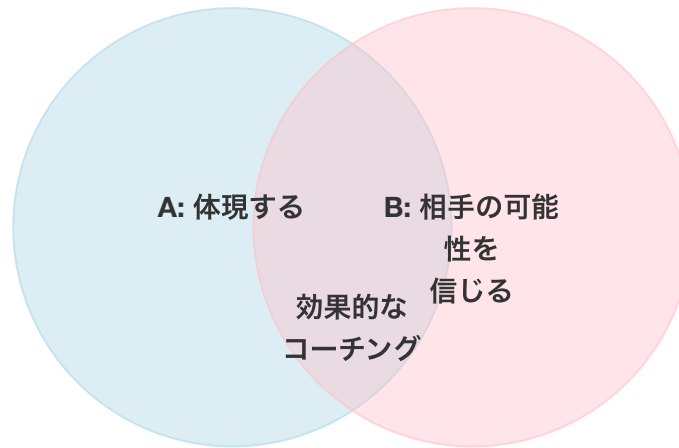 A: 体現する
B: 相手の可能
性を
信じる
効果的な
コーチング